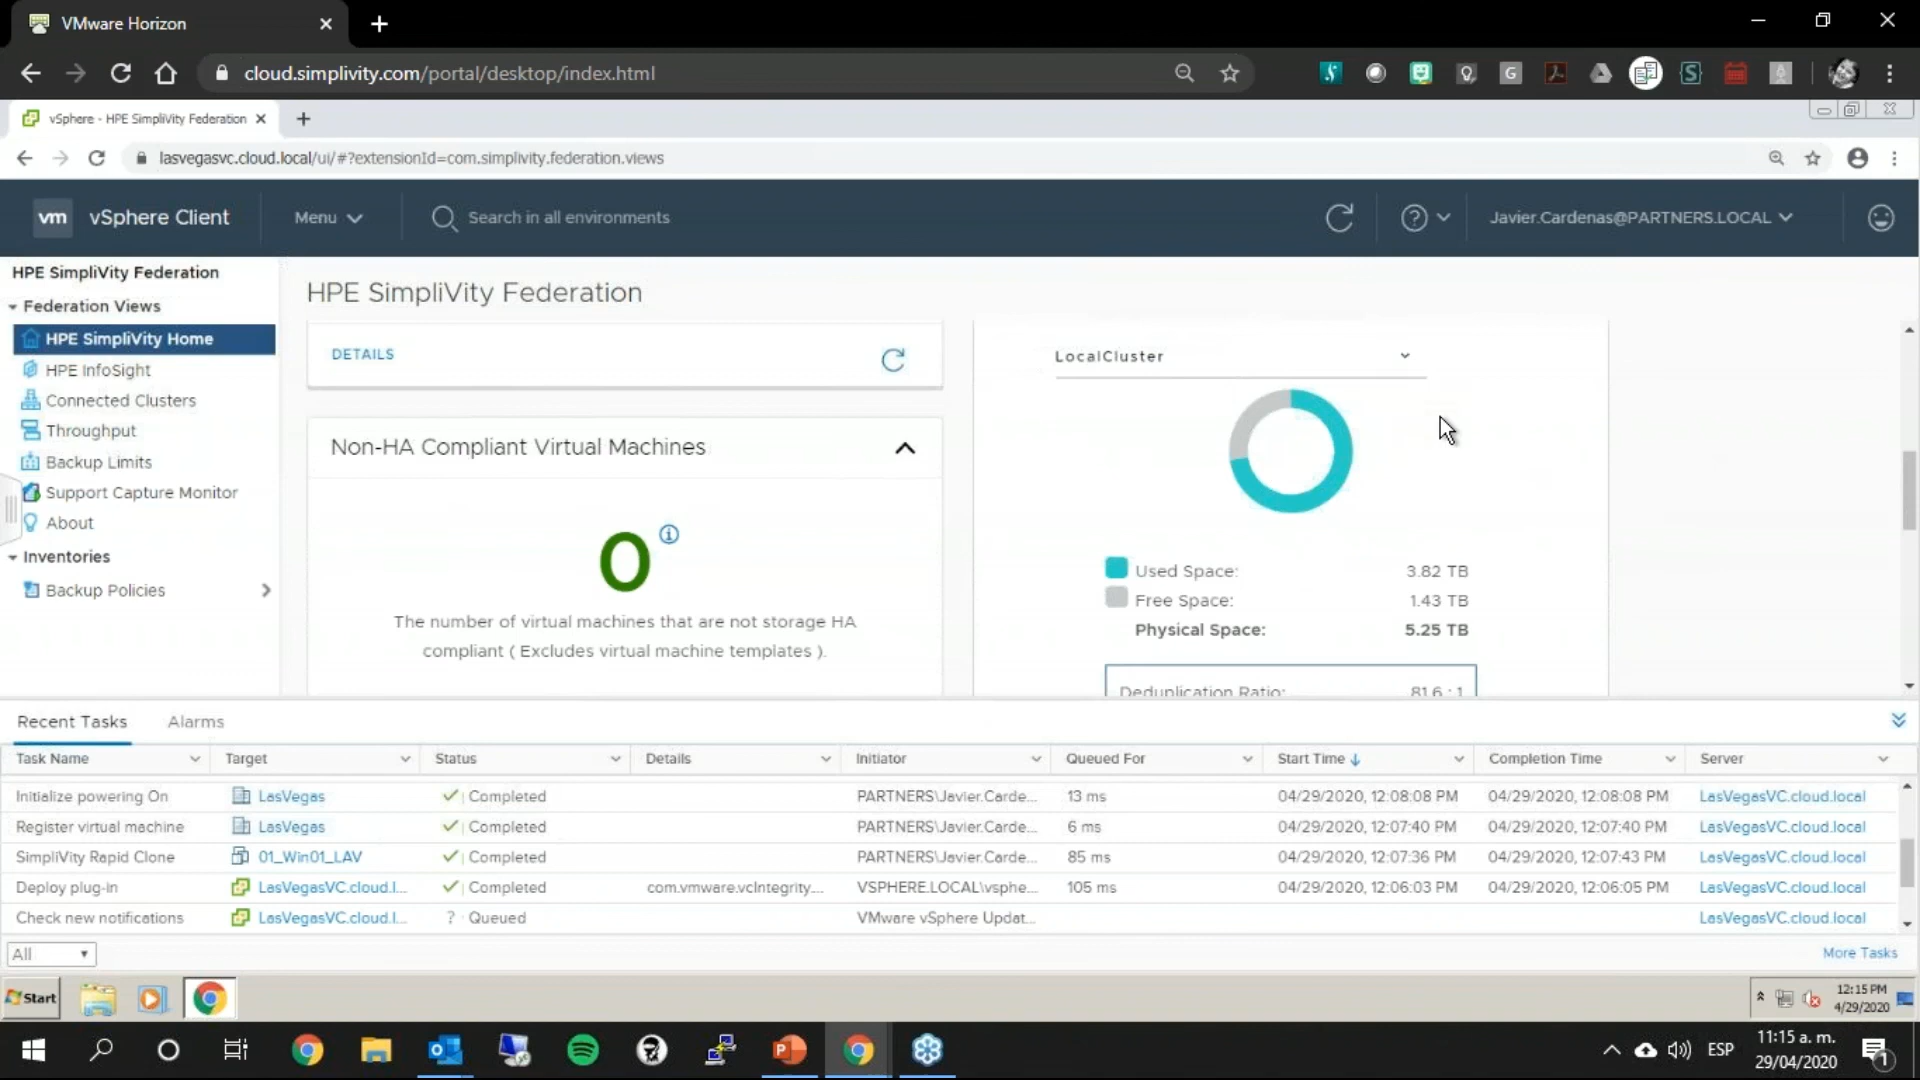 VMware Horizon
cloud.simplivity.com/portal/desktop/index.html
vSphere - HPE SimpliVity Federation
lasvegasvc.cloud.local/ui/#?extensionId=com.simplivity.federation.views
vm vSphere Client Menu Search in all environments Javier.Cardenas@PARTNERS.LOCAL
HPE SimpliVity Federation
Federation Views
HPE SimpliVity Home
HPE InfoSight
Connected Clusters
Throughput
Backup Limits
Support Capture Monitor
About
Inventories
Backup Policies
HPE SimpliVity Federation
DETAILS
Non-HA Compliant Virtual Machines
0
The number of virtual machines that are not storage HA
compliant ( Excludes virtual machine templates ).
LocalCluster
Used Space: 3.82 TB
Free Space: 1.43 TB
Physical Space: 5.25 TB
Deduplication Ratio: 81.6 : 1
Recent Tasks Alarms
Task Name Target Status Details Initiator Queued For Start Time Completion Time Server
Initialize powering On LasVegas Completed PARTNERS\Javier.Carde... 13 ms 04/29/2020, 12:08:08 PM 04/29/2020, 12:08:08 PM LasVegasVC.cloud.local
Register virtual machine LasVegas Completed PARTNERS\Javier.Carde... 6 ms 04/29/2020, 12:07:40 PM 04/29/2020, 12:07:40 PM LasVegasVC.cloud.local
SimpliVity Rapid Clone 01_Win01_LAV Completed PARTNERS\Javier.Carde... 85 ms 04/29/2020, 12:07:36 PM 04/29/2020, 12:07:43 PM LasVegasVC.cloud.local
Deploy plug-in LasVegasVC.cloud.l... Completed com.vmware.vcIntegrity.... VSPHERE.LOCAL\vsphe... 105 ms 04/29/2020, 12:06:03 PM 04/29/2020, 12:06:05 PM LasVegasVC.cloud.local
Check new notifications LasVegasVC.cloud.l... ? Queued VMware vSphere Updat... LasVegasVC.cloud.local
All
More Tasks
Start
12:15 PM
4/29/2020
ESP
11:15 a. m.
29/04/2020
1